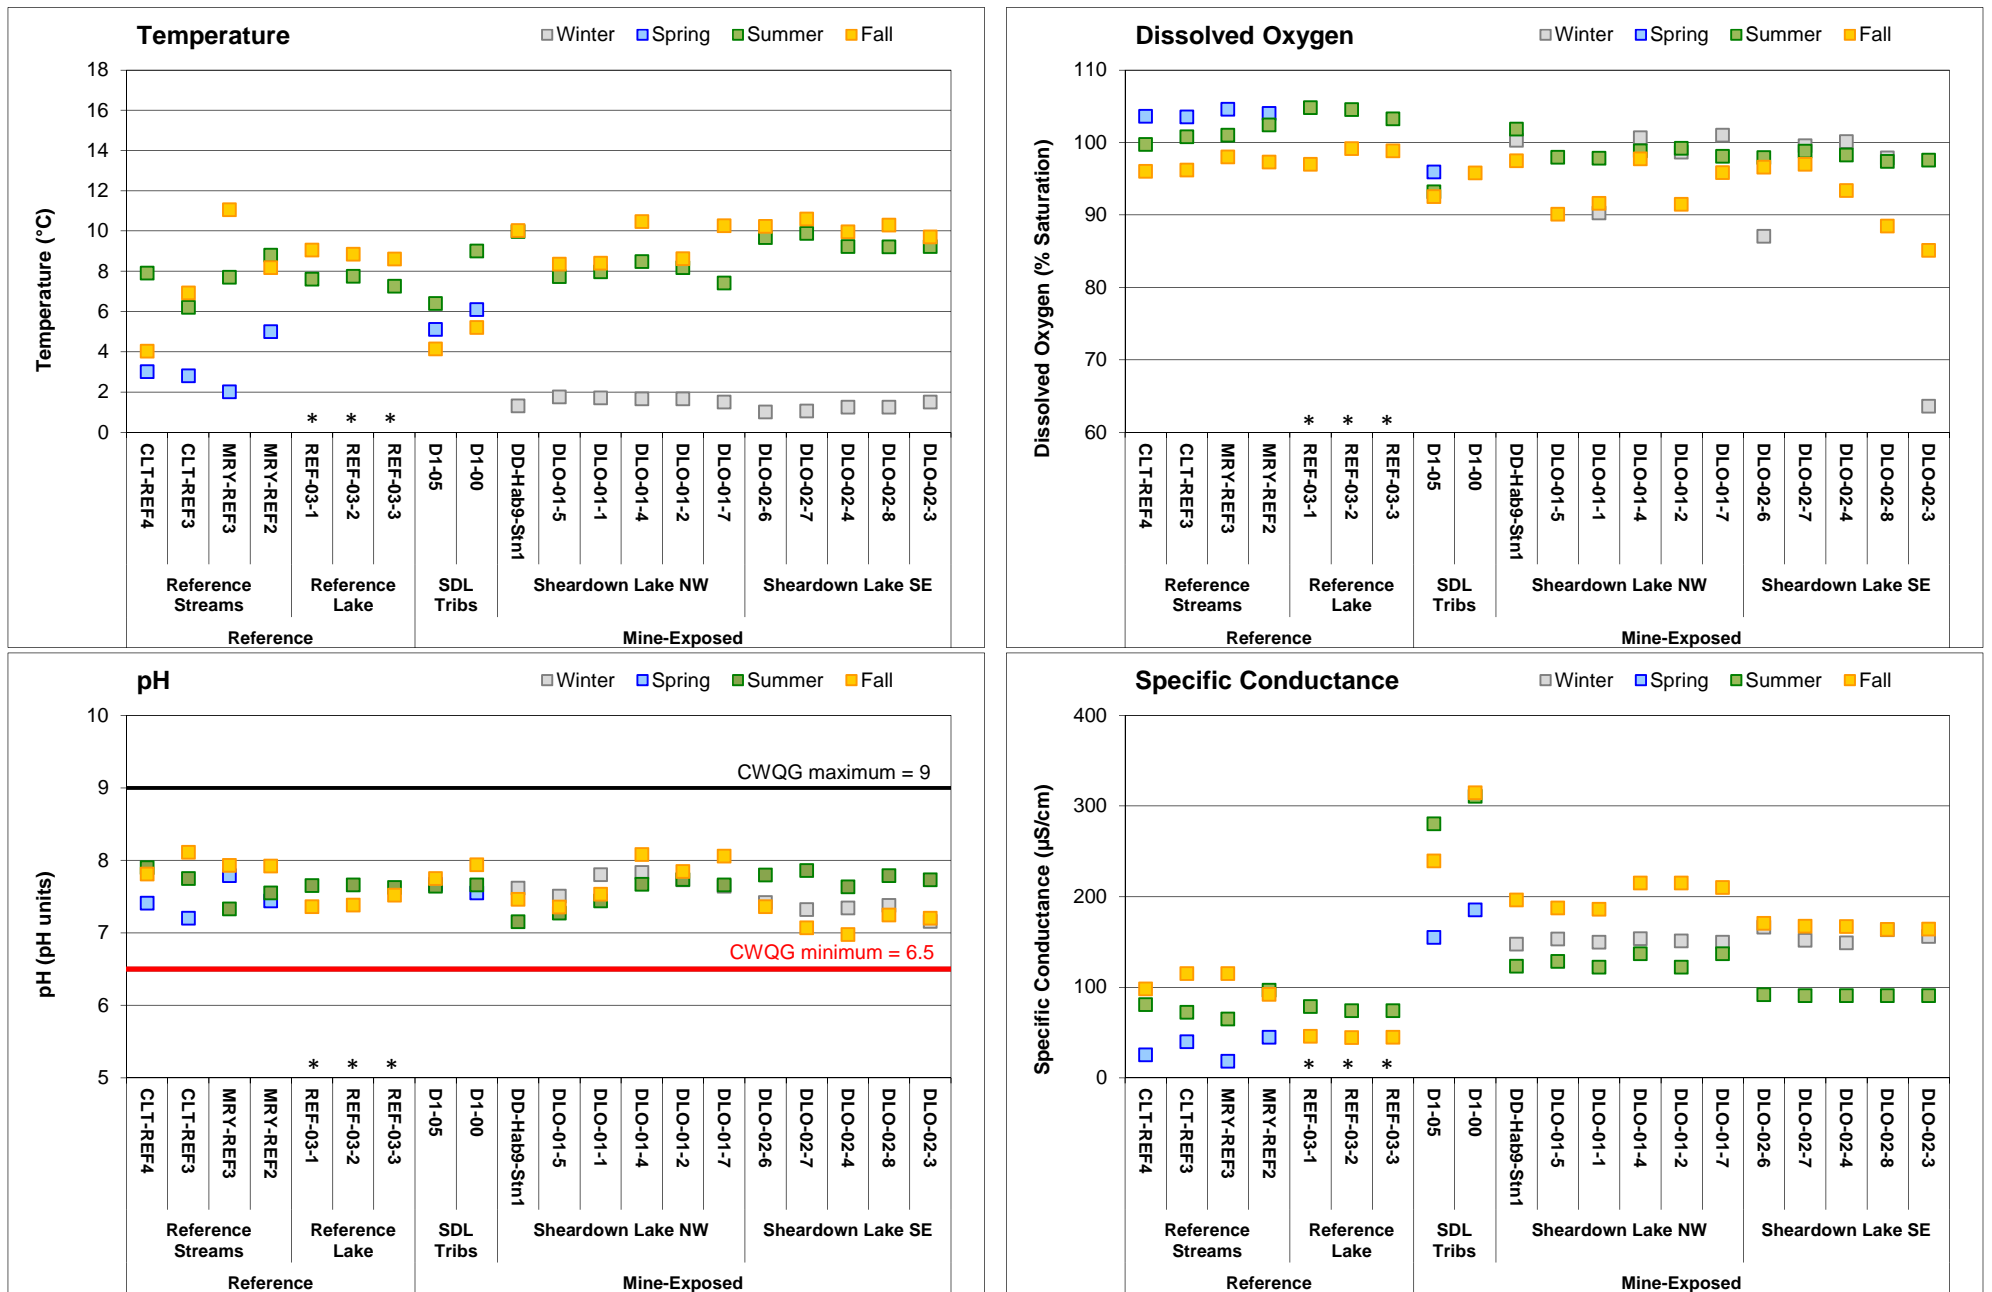 Temperature
Winter Spring Summer Fall
18
16
14
12
10
8
6
4
2
0
Temperature (°C)
* * *
CLT-REF4 CLT-REF3 MRY-REF3 MRY-REF2 REF-03-1 REF-03-2 REF-03-3 D1-05 D1-00 DD-Hab9-Stn1 DLO-01-5 DLO-01-1 DLO-01-4 DLO-01-2 DLO-01-7 DLO-02-6 DLO-02-7 DLO-02-4 DLO-02-8 DLO-02-3
Reference Streams
Reference Lake
SDL Tribs
Sheardown Lake NW
Sheardown Lake SE
Reference
Mine-Exposed
Dissolved Oxygen
Winter Spring Summer Fall
110
100
90
80
70
60
Dissolved Oxygen (% Saturation)
* * *
CLT-REF4 CLT-REF3 MRY-REF3 MRY-REF2 REF-03-1 REF-03-2 REF-03-3 D1-05 D1-00 DD-Hab9-Stn1 DLO-01-5 DLO-01-1 DLO-01-4 DLO-01-2 DLO-01-7 DLO-02-6 DLO-02-7 DLO-02-4 DLO-02-8 DLO-02-3
Reference Streams
Reference Lake
SDL Tribs
Sheardown Lake NW
Sheardown Lake SE
Reference
Mine-Exposed
pH
Winter Spring Summer Fall
10
9
8
7
6
5
pH (pH units)
CWQG maximum = 9
CWQG minimum = 6.5
* * *
CLT-REF4 CLT-REF3 MRY-REF3 MRY-REF2 REF-03-1 REF-03-2 REF-03-3 D1-05 D1-00 DD-Hab9-Stn1 DLO-01-5 DLO-01-1 DLO-01-4 DLO-01-2 DLO-01-7 DLO-02-6 DLO-02-7 DLO-02-4 DLO-02-8 DLO-02-3
Reference Streams
Reference Lake
SDL Tribs
Sheardown Lake NW
Sheardown Lake SE
Reference
Mine-Exposed
Specific Conductance
Winter Spring Summer Fall
400
300
200
100
0
Specific Conductance (µS/cm)
* * *
CLT-REF4 CLT-REF3 MRY-REF3 MRY-REF2 REF-03-1 REF-03-2 REF-03-3 D1-05 D1-00 DD-Hab9-Stn1 DLO-01-5 DLO-01-1 DLO-01-4 DLO-01-2 DLO-01-7 DLO-02-6 DLO-02-7 DLO-02-4 DLO-02-8 DLO-02-3
Reference Streams
Reference Lake
SDL Tribs
Sheardown Lake NW
Sheardown Lake SE
Reference
Mine-Exposed